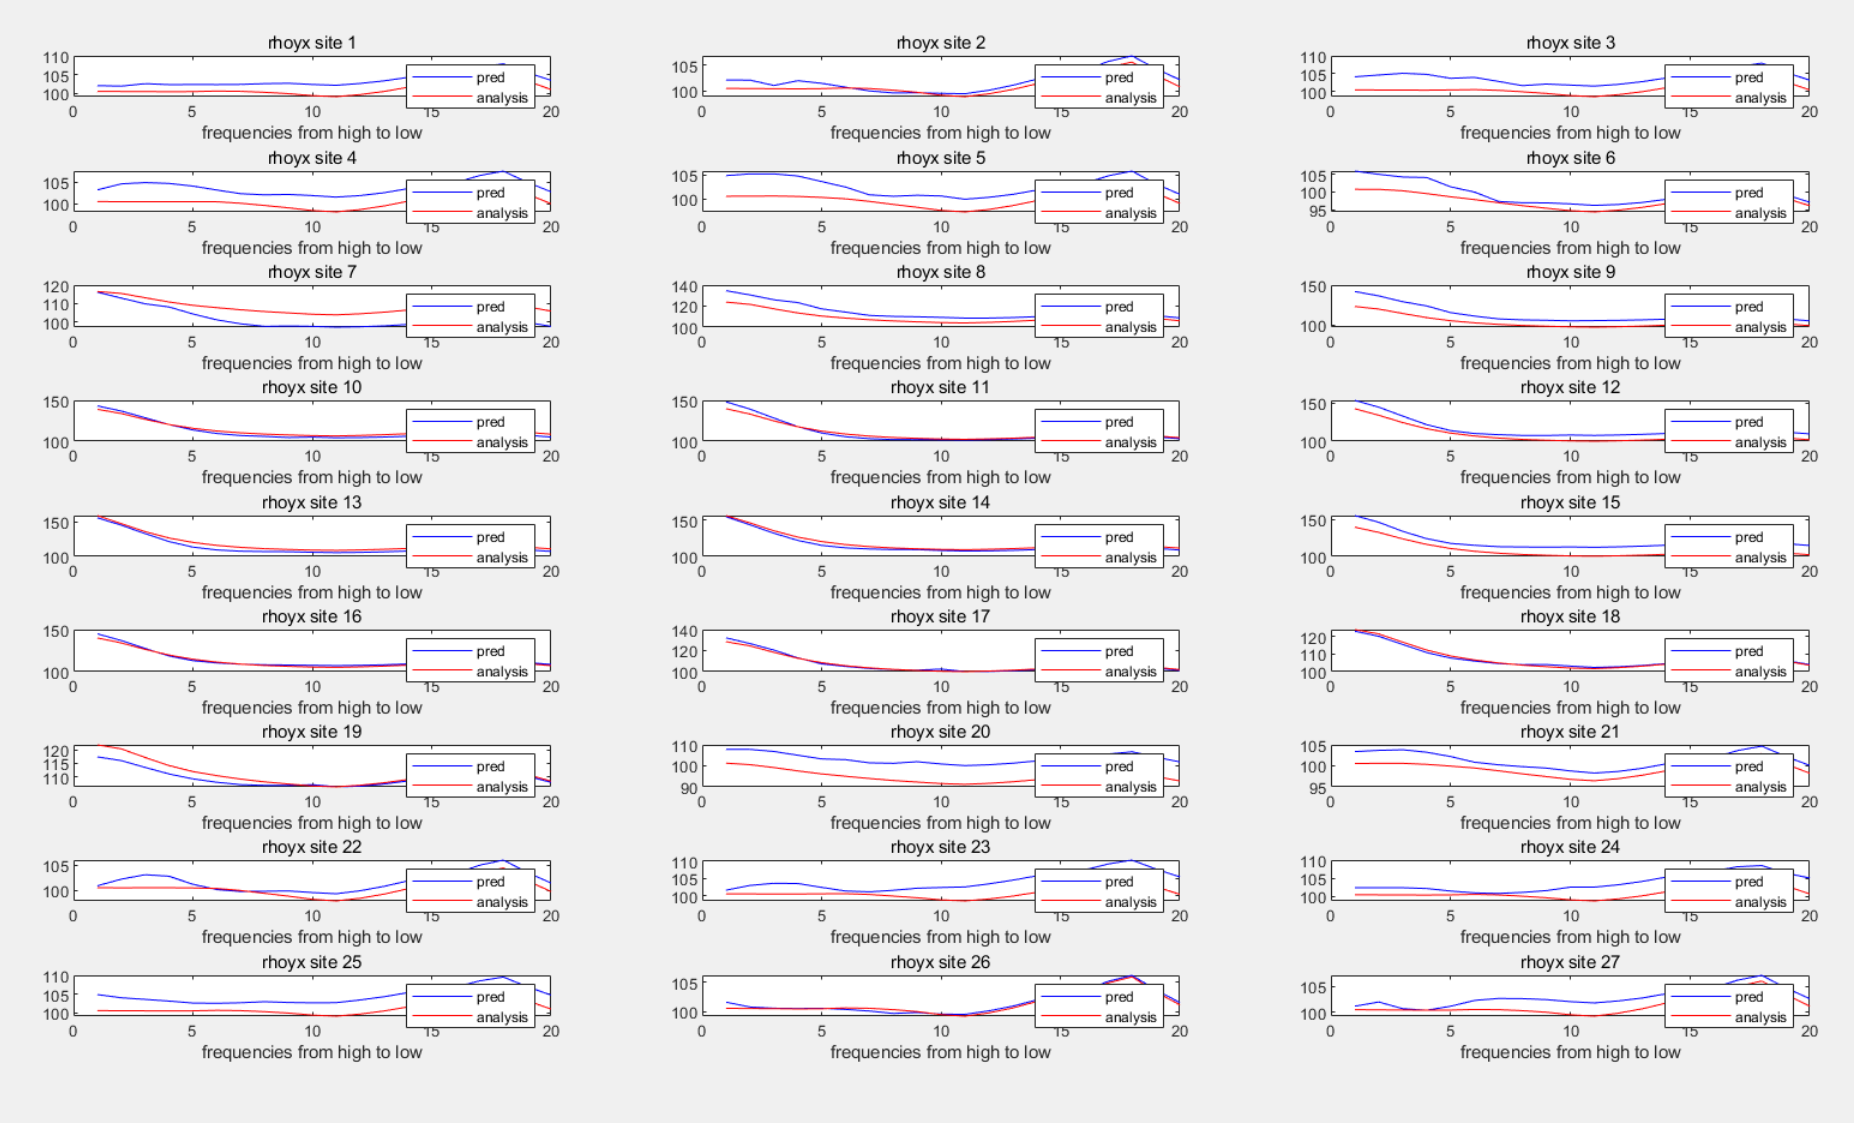 rhoyx site 1
110
105
100
pred
analysis
0 5 10 15 20
frequencies from high to low
rhoyx site 2
105
100
pred
analysis
0 5 10 15 20
frequencies from high to low
rhoyx site 3
110
105
100
pred
analysis
0 5 10 15 20
frequencies from high to low
rhoyx site 4
105
100
pred
analysis
0 5 10 15 20
frequencies from high to low
rhoyx site 5
105
100
pred
analysis
0 5 10 15 20
frequencies from high to low
rhoyx site 6
105
100
95
pred
analysis
0 5 10 15 20
frequencies from high to low
rhoyx site 7
120
110
100
pred
analysis
0 5 10 15 20
frequencies from high to low
rhoyx site 8
140
120
100
pred
analysis
0 5 10 15 20
frequencies from high to low
rhoyx site 9
150
100
pred
analysis
0 5 10 15 20
frequencies from high to low
rhoyx site 10
150
100
pred
analysis
0 5 10 15 20
frequencies from high to low
rhoyx site 11
150
100
pred
analysis
0 5 10 15 20
frequencies from high to low
rhoyx site 12
150
100
pred
analysis
0 5 10 15 20
frequencies from high to low
rhoyx site 13
150
100
pred
analysis
0 5 10 15 20
frequencies from high to low
rhoyx site 14
150
100
pred
analysis
0 5 10 15 20
frequencies from high to low
rhoyx site 15
150
100
pred
analysis
0 5 10 15 20
frequencies from high to low
rhoyx site 16
150
100
pred
analysis
0 5 10 15 20
frequencies from high to low
rhoyx site 17
140
120
100
pred
analysis
0 5 10 15 20
frequencies from high to low
rhoyx site 18
120
110
100
pred
analysis
0 5 10 15 20
frequencies from high to low
rhoyx site 19
120
115
110
pred
analysis
0 5 10 15 20
frequencies from high to low
rhoyx site 20
110
100
90
pred
analysis
0 5 10 15 20
frequencies from high to low
rhoyx site 21
105
100
95
pred
analysis
0 5 10 15 20
frequencies from high to low
rhoyx site 22
105
100
pred
analysis
0 5 10 15 20
frequencies from high to low
rhoyx site 23
110
105
100
pred
analysis
0 5 10 15 20
frequencies from high to low
rhoyx site 24
110
105
100
pred
analysis
0 5 10 15 20
frequencies from high to low
rhoyx site 25
110
105
100
pred
analysis
0 5 10 15 20
frequencies from high to low
rhoyx site 26
105
100
pred
analysis
0 5 10 15 20
frequencies from high to low
rhoyx site 27
105
100
pred
analysis
0 5 10 15 20
frequencies from high to low